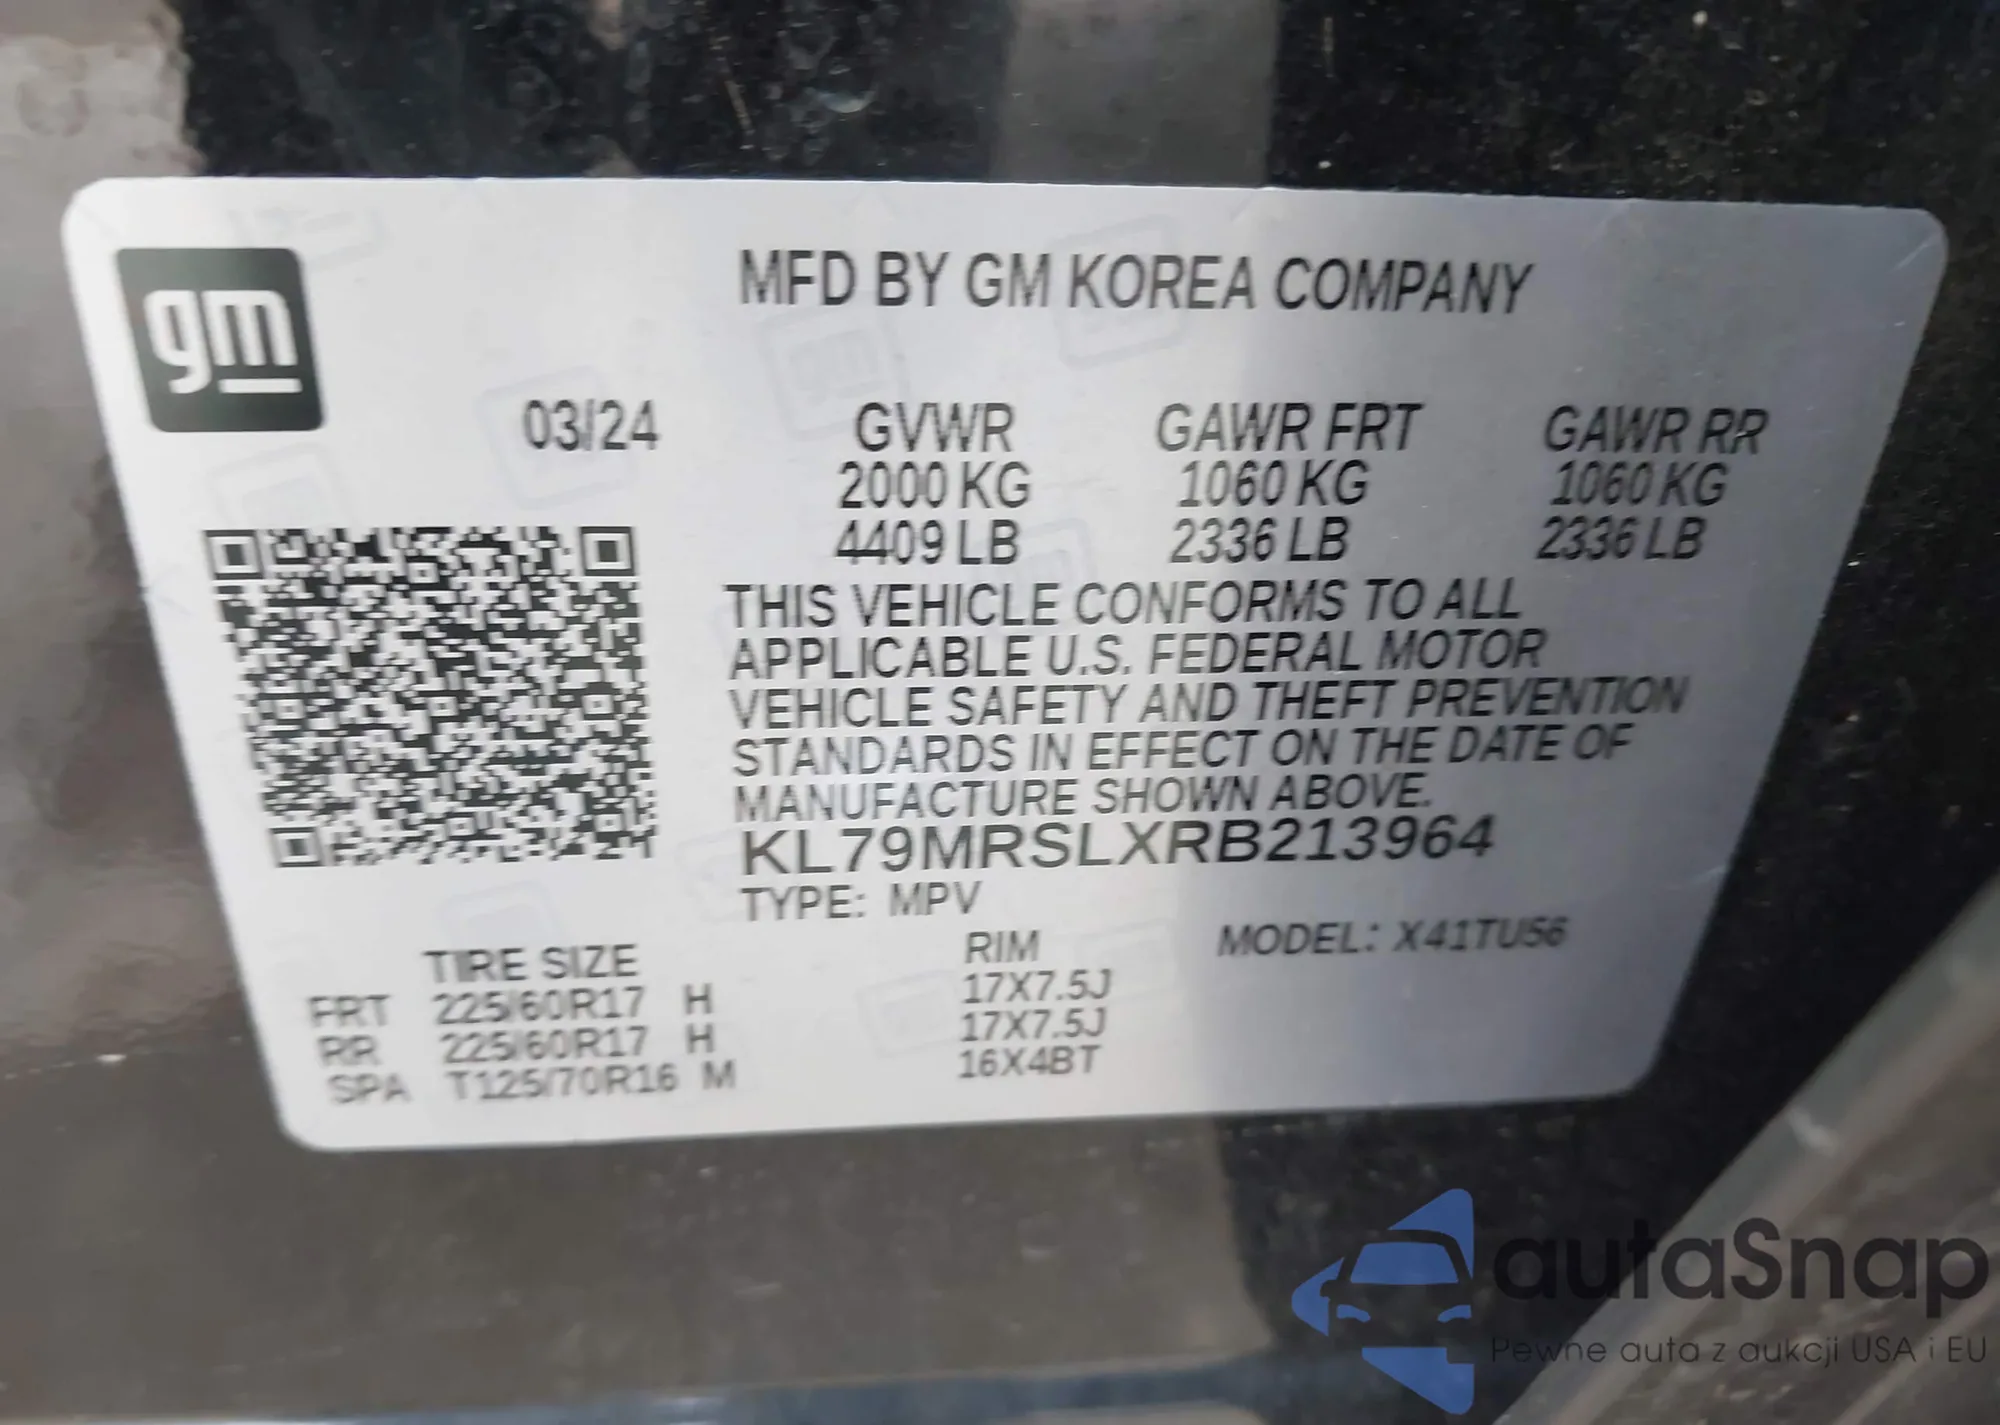 gm
MFD BY GM KOREA COMPANY
03/24 GVWR GAWR FRT GAWR RR
2000 KG 1060 KG 1060 KG
4409 LB 2336 LB 2336 LB
THIS VEHICLE CONFORMS TO ALL
APPLICABLE U.S. FEDERAL MOTOR
VEHICLE SAFETY AND THEFT PREVENTION
STANDARDS IN EFFECT ON THE DATE OF
MANUFACTURE SHOWN ABOVE.
KL79MRSLXRB213964
TYPE: MPV
TIRE SIZE RIM MODEL: X41TU56
FRT 225/60R17 H 17X7.5J
RR 225/60R17 H 17X7.5J
SPA T125/70R16 M 16X4BT
autaSnap
Pewne auta z aukcji USA i EU